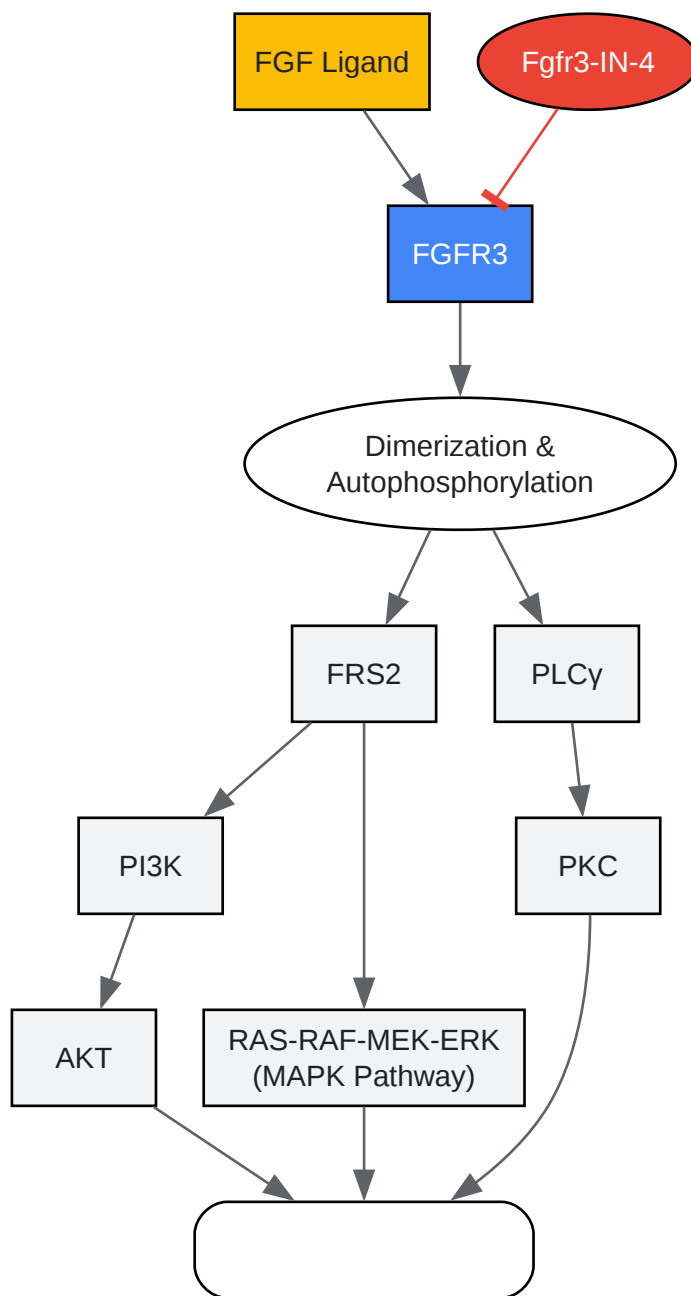 FGF Ligand
Fgfr3-IN-4
FGFR3
Dimerization &
Autophosphorylation
FRS2
PLCγ
PI3K
PKC
AKT
RAS-RAF-MEK-ERK
(MAPK Pathway)